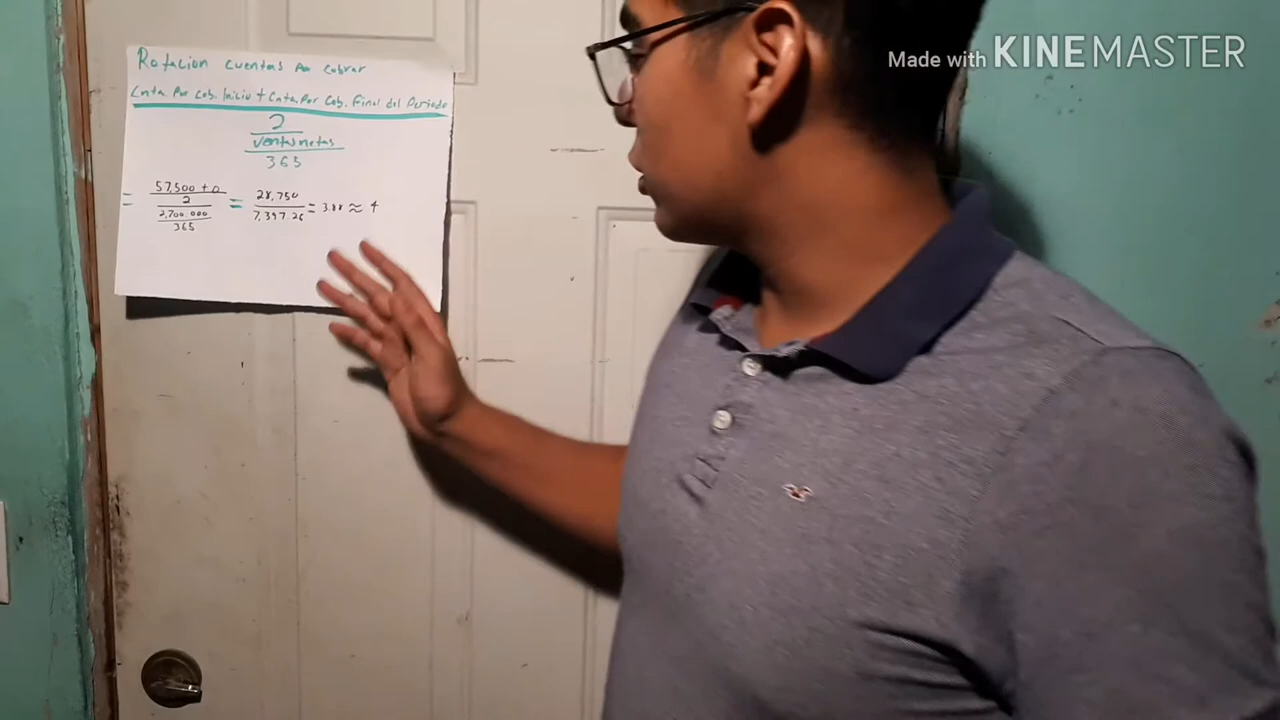 Rotacion cuentas Por Cobrar
Cnta. Por Cob. Inicio + Cnta. Por Cob. Final del Periodo
2
Ventas netas
365
= 57,500 + 0 = 28,750 = 3.88 ≈ 4
2 7,397.26
2,700.000
365
Made with KINEMASTER